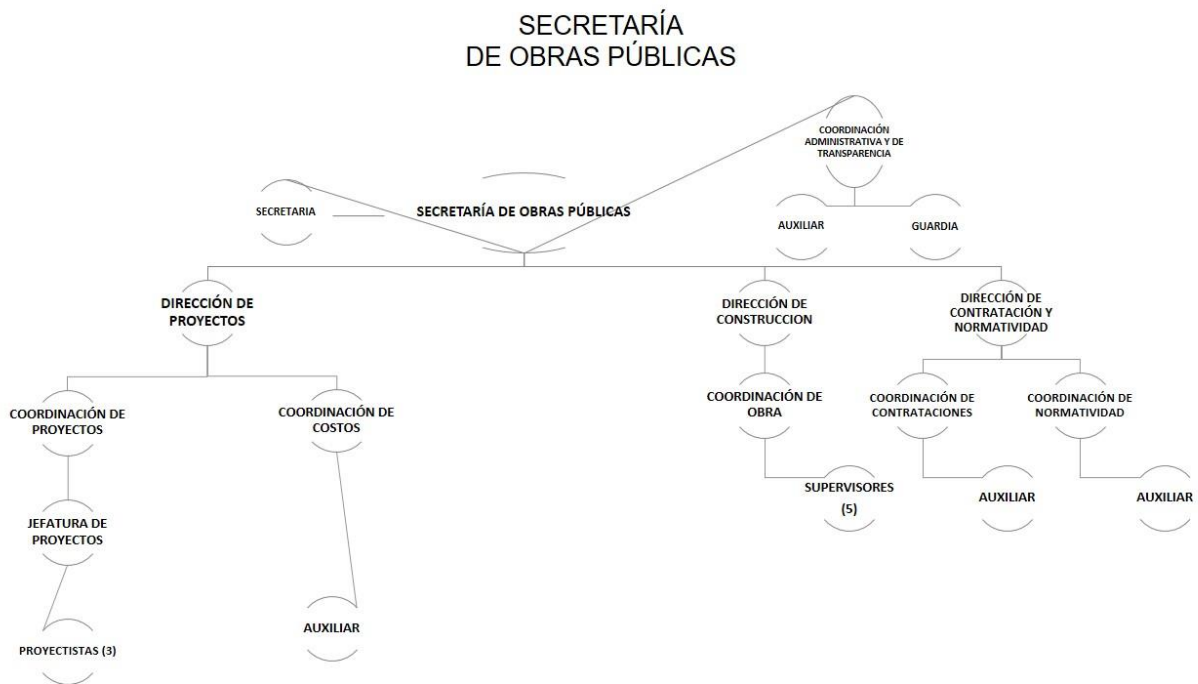 SECRETARÍA
DE OBRAS PÚBLICAS
COORDINACIÓN
ADMINISTRATIVA Y DE
TRANSPARENCIA
SECRETARIA
SECRETARÍA DE OBRAS PÚBLICAS
AUXILIAR
GUARDIA
DIRECCIÓN DE
PROYECTOS
DIRECCIÓN DE
CONSTRUCCION
DIRECCIÓN DE
CONTRATACIÓN Y
NORMATIVIDAD
COORDINACIÓN DE
PROYECTOS
COORDINACIÓN DE
COSTOS
COORDINACIÓN DE
OBRA
COORDINACIÓN DE
CONTRATACIONES
COORDINACIÓN DE
NORMATIVIDAD
JEFATURA DE
PROYECTOS
SUPERVISORES
(5)
AUXILIAR
AUXILIAR
PROYECTISTAS (3)
AUXILIAR